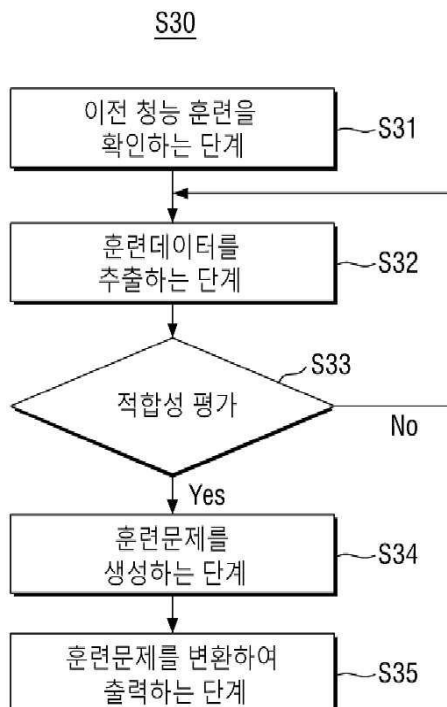 S30
이전 청능 훈련을
확인하는 단계
S31
훈련데이터를
추출하는 단계
S32
S33
적합성 평가
No
Yes
훈련문제를
생성하는 단계
S34
훈련문제를 변환하여
출력하는 단계
S35